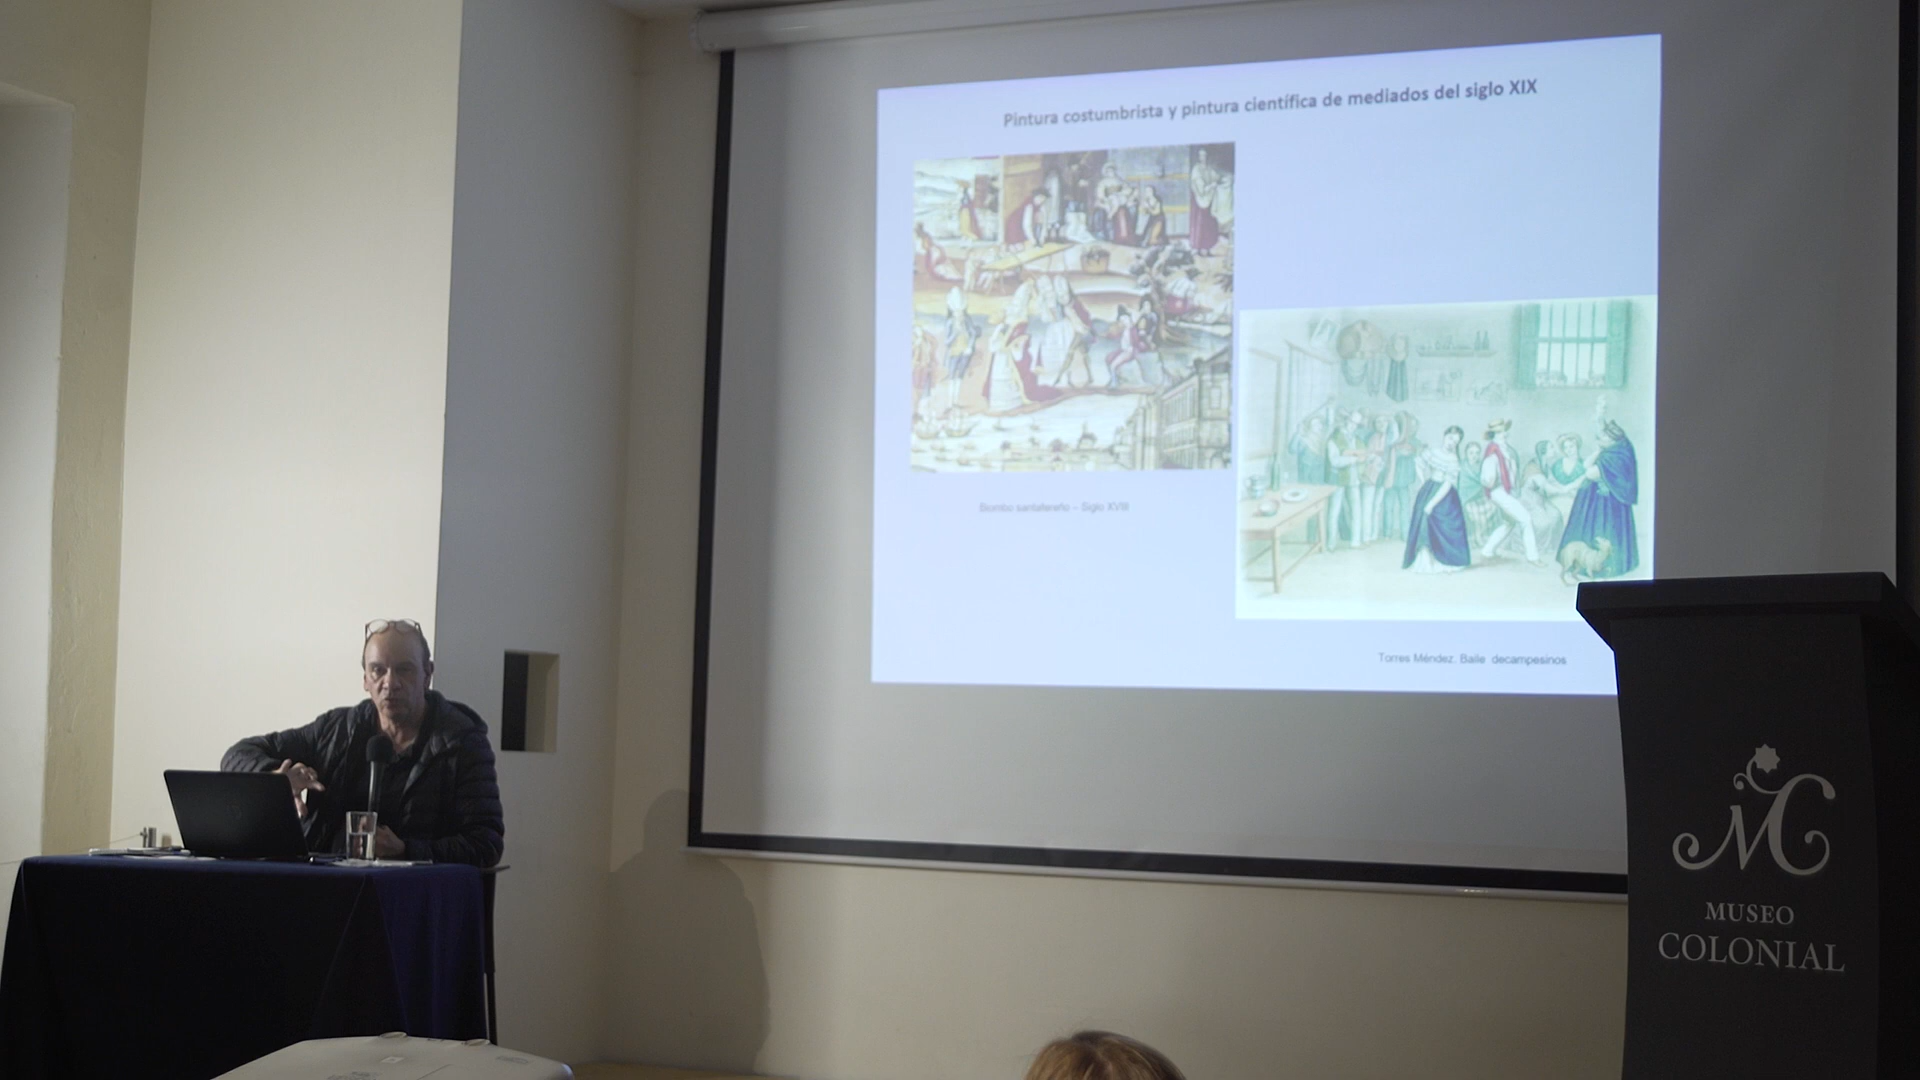 Pintura costumbrista y pintura científica de mediados del siglo XIX
Biombo santafereño – Siglo XVIII
Torres Méndez. Baile decampesinos
MC
MUSEO
COLONIAL